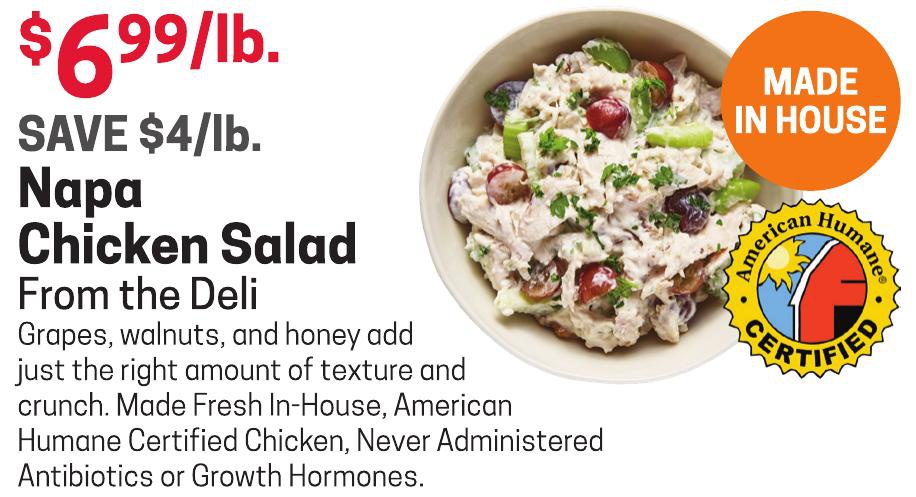 $6.99/lb.
SAVE $4/lb.
Napa
Chicken Salad
From the Deli
Grapes, walnuts, and honey add
just the right amount of texture and
crunch. Made Fresh In-House, American
Humane Certified Chicken, Never Administered
Antibiotics or Growth Hormones.
MADE
IN HOUSE
American Humane®
CERTIFIED